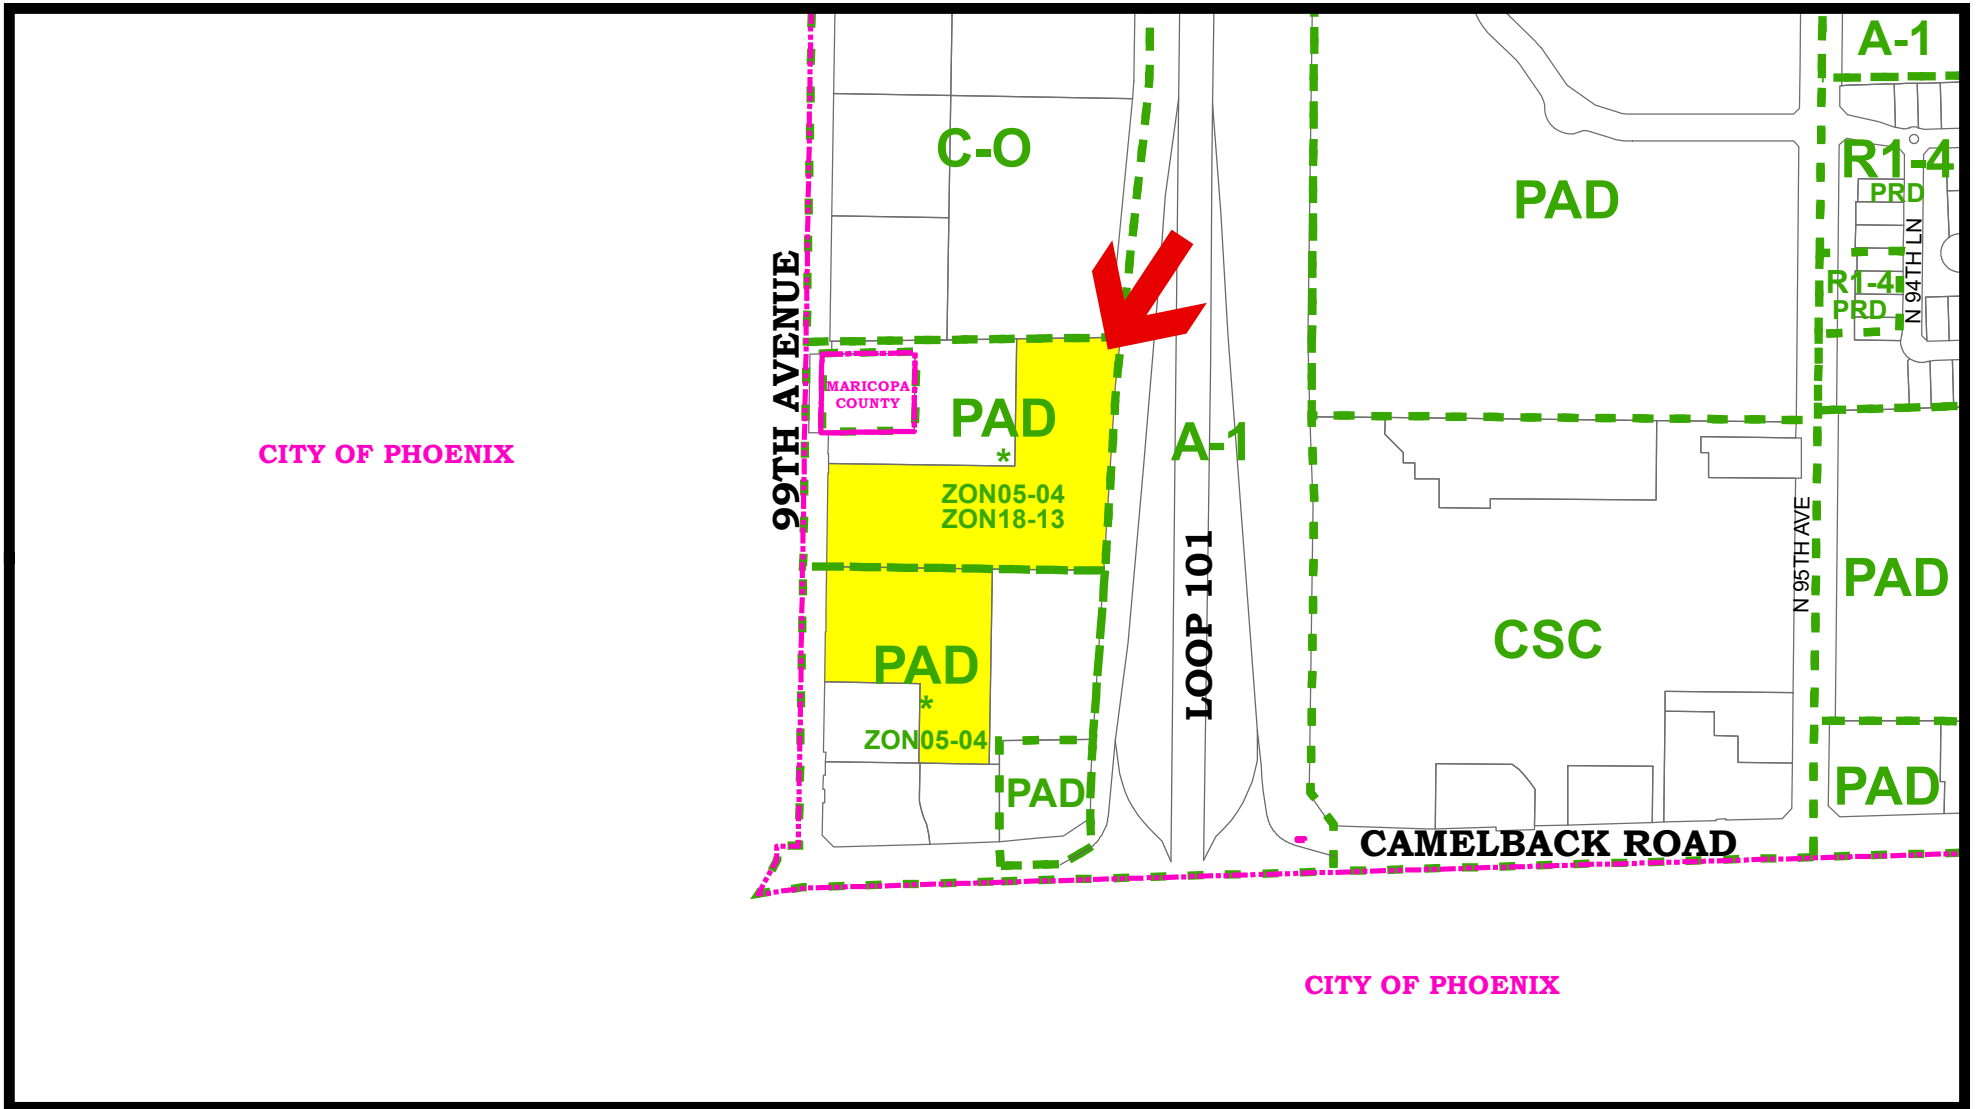 A-1
C-O
R1-4
PRD
PAD
N 94TH LN
R1-4
PRD
99TH AVENUE
MARICOPA
COUNTY
PAD
*
A-1
CITY OF PHOENIX
ZON05-04
ZON18-13
LOOP 101
N 95TH AVE
PAD
CSC
PAD
*
ZON05-04
PAD
PAD
CAMELBACK ROAD
CITY OF PHOENIX